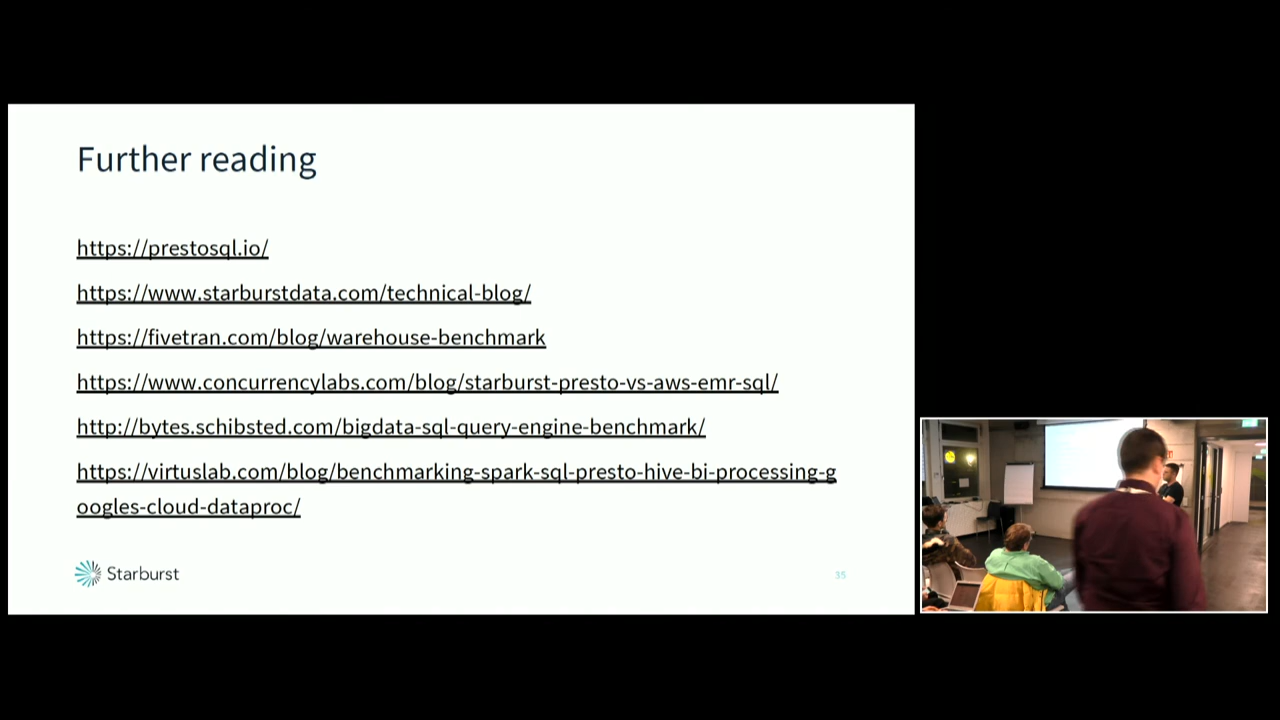 Further reading
https://prestosql.io/
https://www.starburstdata.com/technical-blog/
https://fivetran.com/blog/warehouse-benchmark
https://www.concurrencylabs.com/blog/starburst-presto-vs-aws-emr-sql/
http://bytes.schibsted.com/bigdata-sql-query-engine-benchmark/
https://virtuslab.com/blog/benchmarking-spark-sql-presto-hive-bi-processing-g
oogles-cloud-dataproc/
Starburst
35